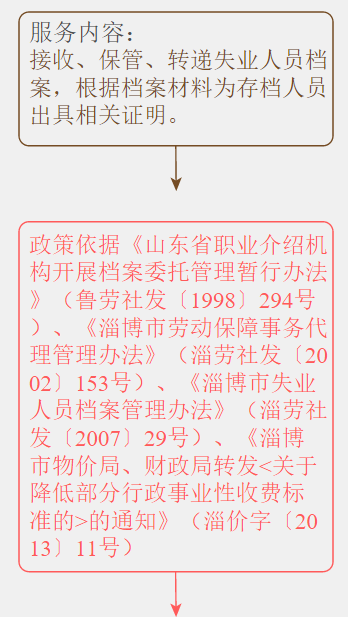 服务内容：
接收、保管、转递失业人员档
案，根据档案材料为存档人员
出具相关证明。
政策依据《山东省职业介绍机
构开展档案委托管理暂行办法
》（鲁劳社发〔1998〕294号
）、《淄博市劳动保障事务代
理管理办法》（淄劳社发〔20
02〕153号）、《淄博市失业
人员档案管理办法》（淄劳社
发〔2007〕29号）、《淄博
市物价局、财政局转发<关于
降低部分行政事业性收费标
准的>的通知》（淄价字〔20
13〕11号）